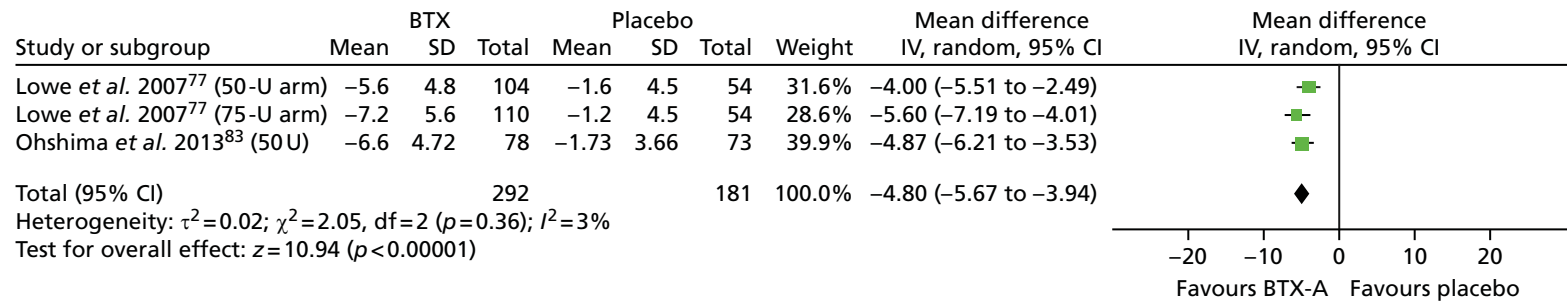 BTX Placebo Mean difference Mean difference
Study or subgroup Mean SD Total Mean SD Total Weight IV, random, 95% CI IV, random, 95% CI
Lowe et al. 2007⁷⁷ (50-U arm) −5.6 4.8 104 −1.6 4.5 54 31.6% −4.00 (−5.51 to −2.49)
Lowe et al. 2007⁷⁷ (75-U arm) −7.2 5.6 110 −1.2 4.5 54 28.6% −5.60 (−7.19 to −4.01)
Ohshima et al. 2013⁸³ (50 U) −6.6 4.72 78 −1.73 3.66 73 39.9% −4.87 (−6.21 to −3.53)
Total (95% CI) 292 181 100.0% −4.80 (−5.67 to −3.94)
Heterogeneity: τ²=0.02; χ²=2.05, df=2 (p=0.36); I²=3%
Test for overall effect: z=10.94 (p<0.00001)
−20 −10 0 10 20
Favours BTX-A Favours placebo